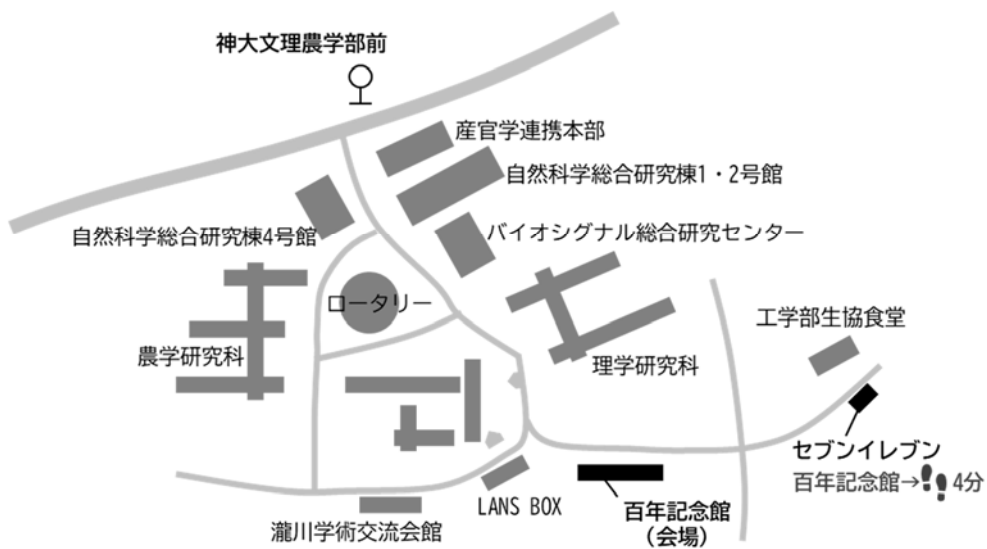 神大文理農学部前
産官学連携本部
自然科学総合研究棟1・2号館
自然科学総合研究棟4号館
バイオシグナル総合研究センター
ロータリー
工学部生協食堂
農学研究科
理学研究科
セブンイレブン
百年記念館→ 4分
LANS BOX
百年記念館
（会場）
瀧川学術交流会館